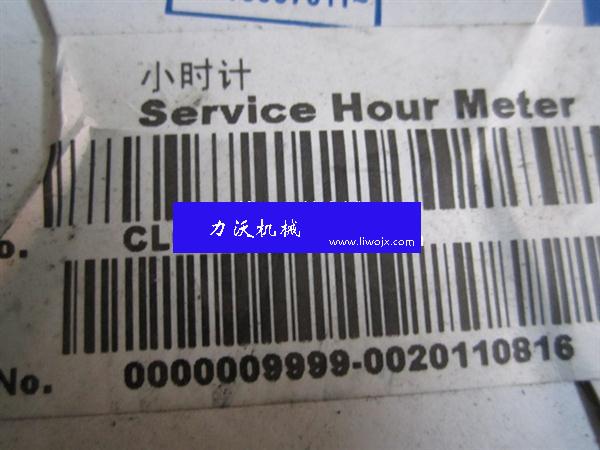 小时计
Service Hour Meter
o. CL
力沃机械
www.liwojx.com
No. 0000009999-0020110816